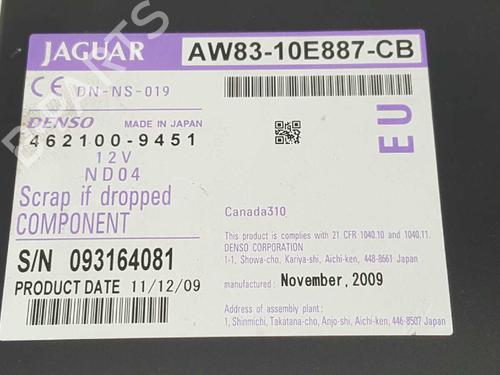 JAGUAR
AW83-10E887-CB
CE DN-NS-019
DENSO MADE IN JAPAN
462100-9451
12V
ND04
Scrap if dropped
COMPONENT
S/N 093164081
PRODUCT DATE 11/12/09
EU
Canada310
This product is complies with 21 CFR 1040.10 and 1040.11.
DENSO CORPORATION
1-1, Showa-cho, Kariya-shi, Aichi-ken, 448-8661 Japan
manufactured: November, 2009
Address of assembly plant:
1, Shinmichi, Takatana-cho, Anjo-shi, Aichi-ken, 446-8507 Japan
B-PARTS